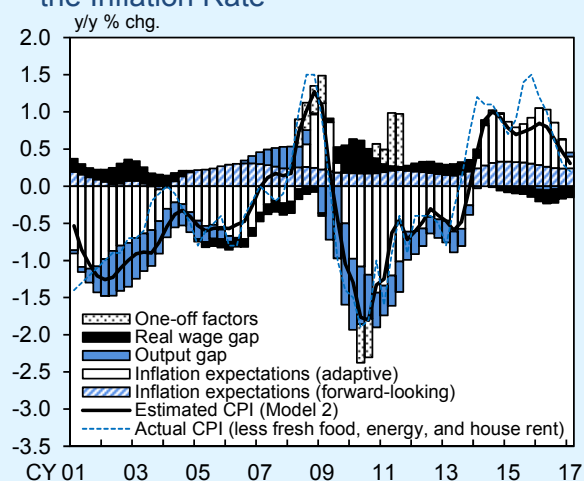 the Inflation Rate
y/y % chg.
2.0
1.5
1.0
0.5
0.0
-0.5
-1.0
-1.5
-2.0
-2.5
-3.0
-3.5
One-off factors
Real wage gap
Output gap
Inflation expectations (adaptive)
Inflation expectations (forward-looking)
Estimated CPI (Model 2)
Actual CPI (less fresh food, energy, and house rent)
CY 01 03 05 07 09 11 13 15 17